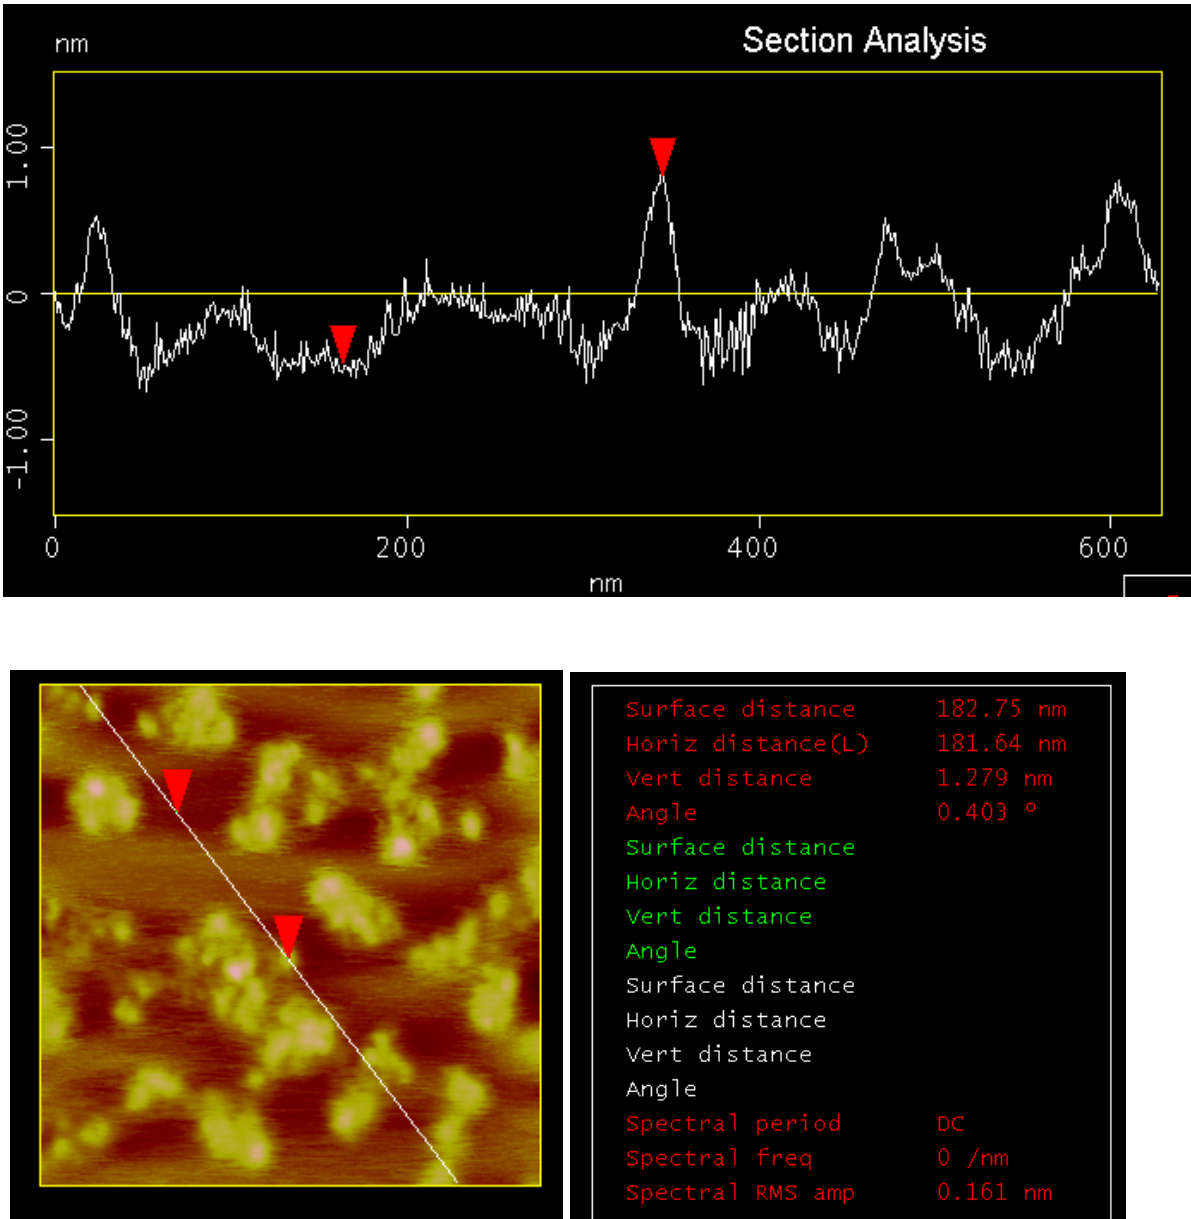 nm
Section Analysis
1.00
0
-1.00
0 200 400 600
nm
Surface distance 182.75 nm
Horiz distance(L) 181.64 nm
Vert distance 1.279 nm
Angle 0.403 °
Surface distance
Horiz distance
Vert distance
Angle
Surface distance
Horiz distance
Vert distance
Angle
Spectral period DC
Spectral freq 0 /nm
Spectral RMS amp 0.161 nm